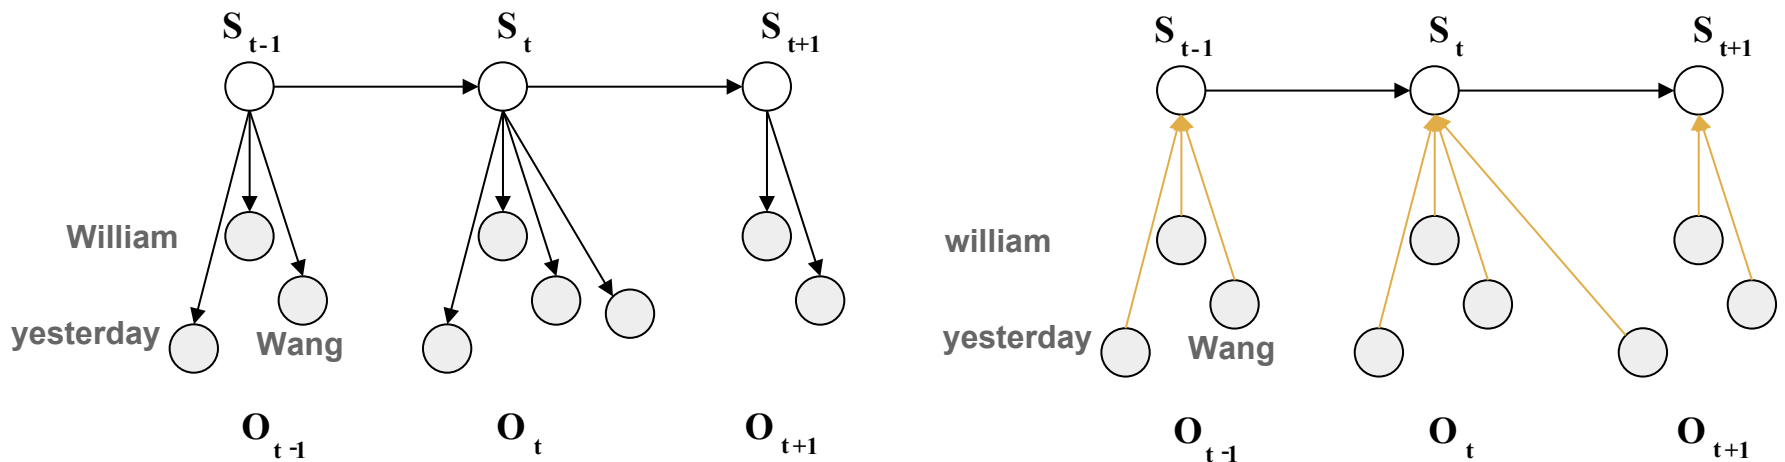 S t-1 S t S t+1
William
yesterday Wang
O t-1 O t O t+1
S t-1 S t S t+1
william
yesterday Wang
O t-1 O t O t+1